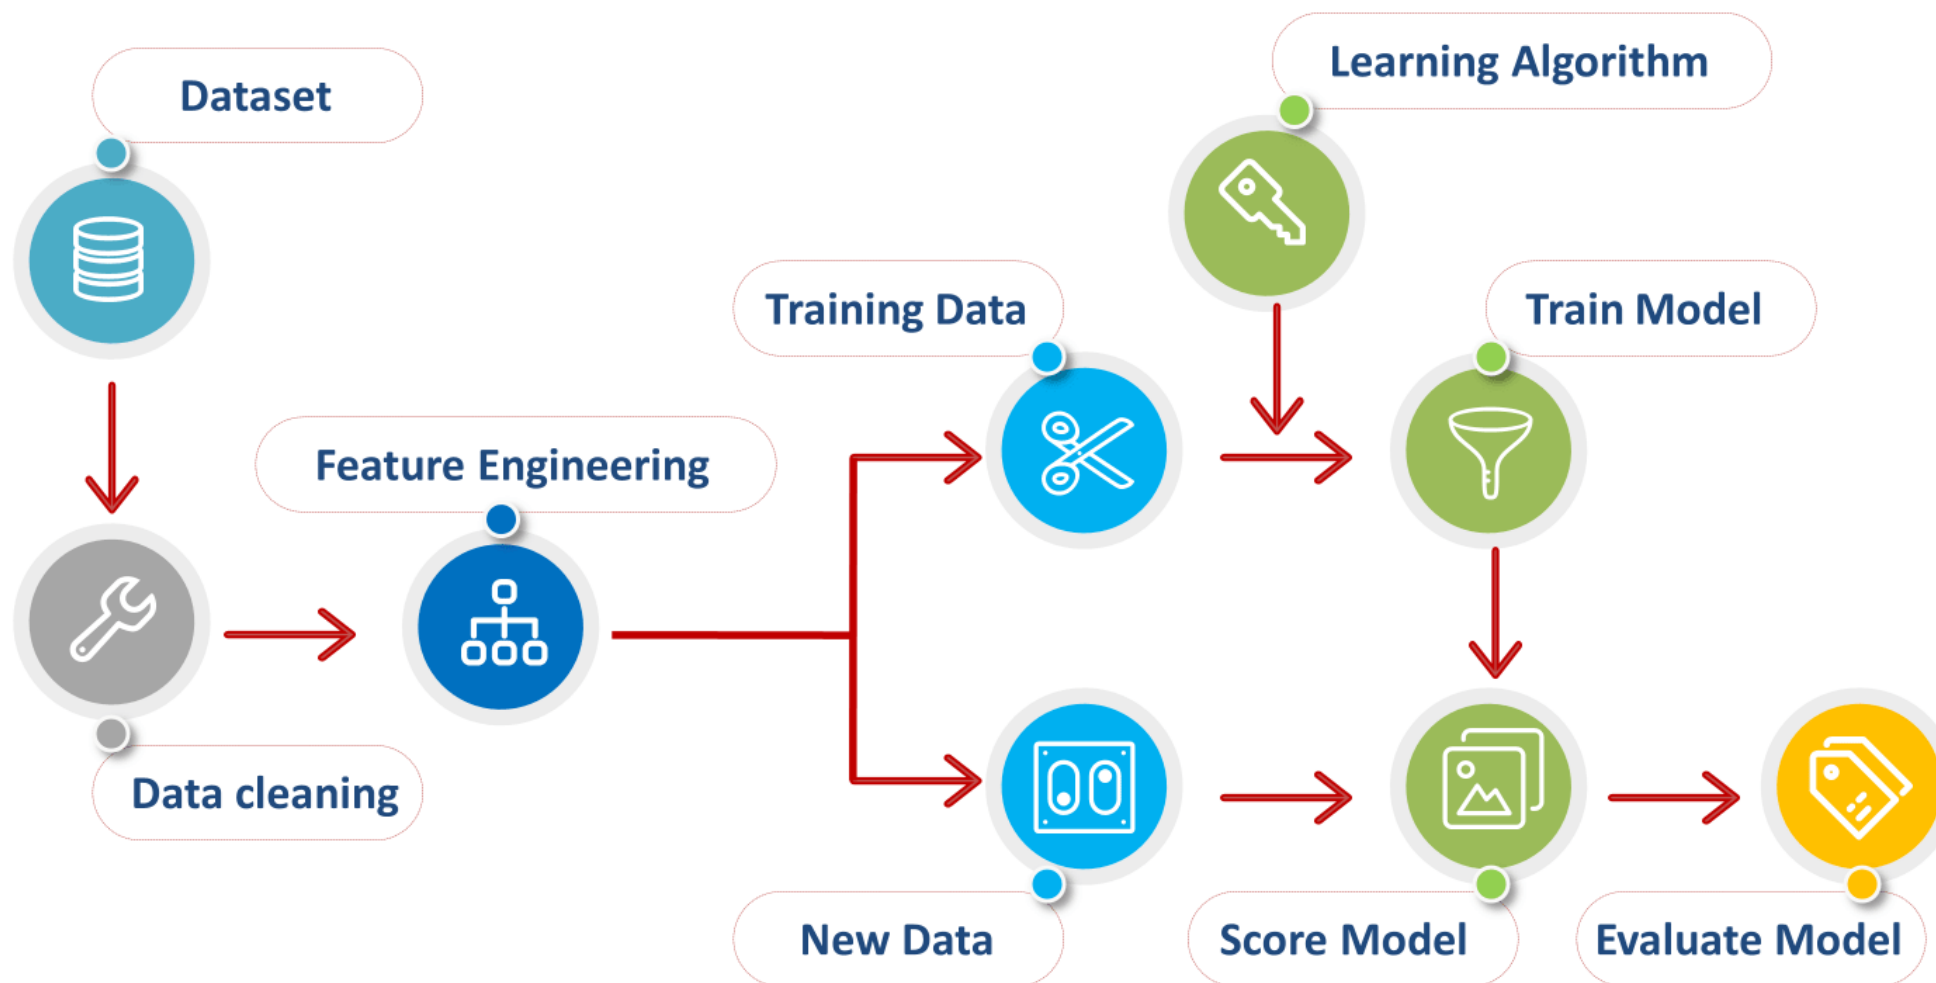 Learning Algorithm
Dataset
Training Data
Train Model
Feature Engineering
Data cleaning
New Data
Score Model
Evaluate Model